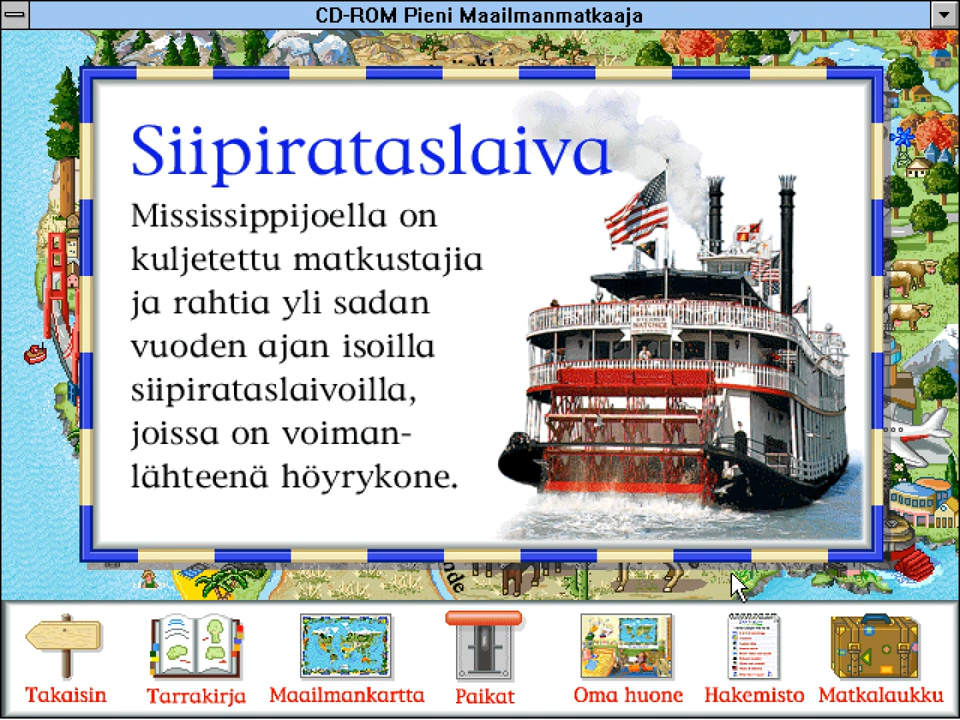 CD-ROM Pieni Maailmanmatkaaja
Siipirataslaiva
Mississippijoella on
kuljetettu matkustajia
ja rahtia yli sadan
vuoden ajan isoilla
siipirataslaivoilla,
joissa on voiman-
lähteenä höyrykone.
NATCHEZ
Takaisin
Tarrakirja
Maailmankartta
Paikat
Oma huone
Hakemisto
Matkalaukku